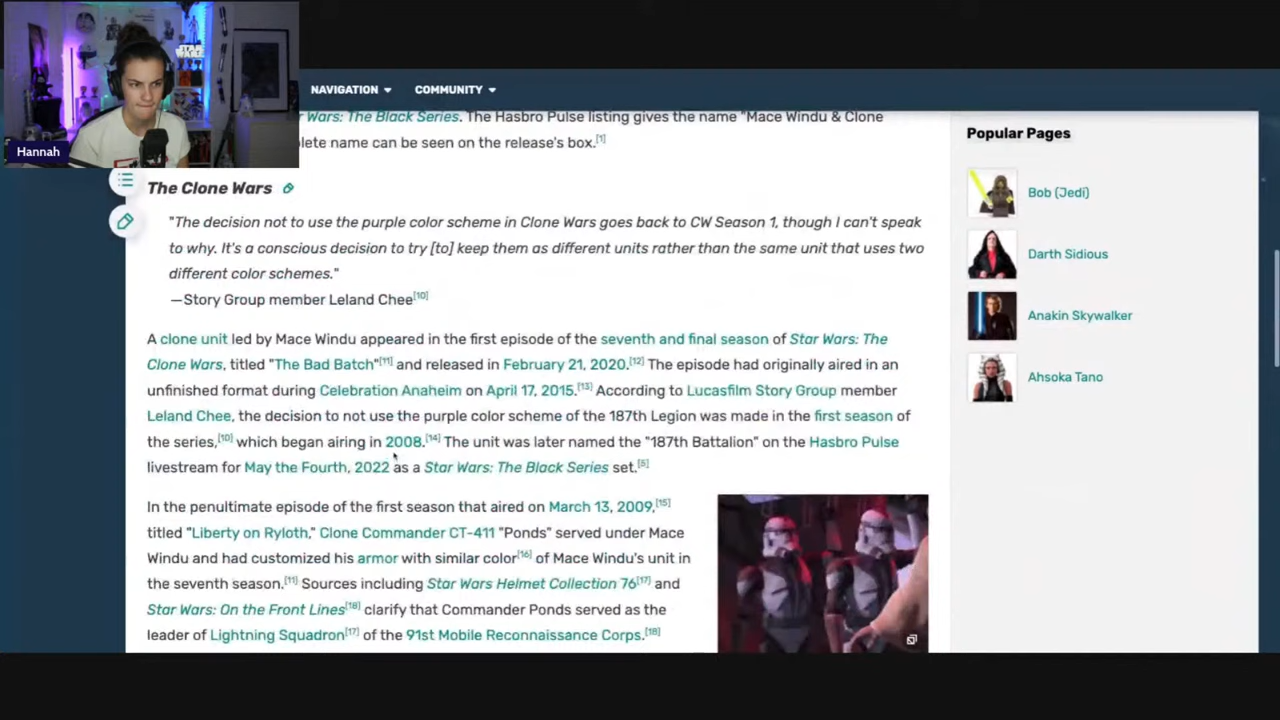 STAR
WARS
Hannah
NAVIGATION
COMMUNITY
r Wars: The Black Series. The Hasbro Pulse listing gives the name "Mace Windu & Clone
plete name can be seen on the release's box.[1]
The Clone Wars
"The decision not to use the purple color scheme in Clone Wars goes back to CW Season 1, though I can't speak
to why. It's a conscious decision to try [to] keep them as different units rather than the same unit that uses two
different color schemes."
—Story Group member Leland Chee[10]
A clone unit led by Mace Windu appeared in the first episode of the seventh and final season of Star Wars: The
Clone Wars, titled "The Bad Batch"[11] and released in February 21, 2020.[12] The episode had originally aired in an
unfinished format during Celebration Anaheim on April 17, 2015.[13] According to Lucasfilm Story Group member
Leland Chee, the decision to not use the purple color scheme of the 187th Legion was made in the first season of
the series,[10] which began airing in 2008.[14] The unit was later named the "187th Battalion" on the Hasbro Pulse
livestream for May the Fourth, 2022 as a Star Wars: The Black Series set.[5]
In the penultimate episode of the first season that aired on March 13, 2009,[15]
titled "Liberty on Ryloth," Clone Commander CT-411 "Ponds" served under Mace
Windu and had customized his armor with similar color[16] of Mace Windu's unit in
the seventh season.[11] Sources including Star Wars Helmet Collection 76[17] and
Star Wars: On the Front Lines[18] clarify that Commander Ponds served as the
leader of Lightning Squadron[17] of the 91st Mobile Reconnaissance Corps.[18]
Popular Pages
Bob (Jedi)
Darth Sidious
Anakin Skywalker
Ahsoka Tano